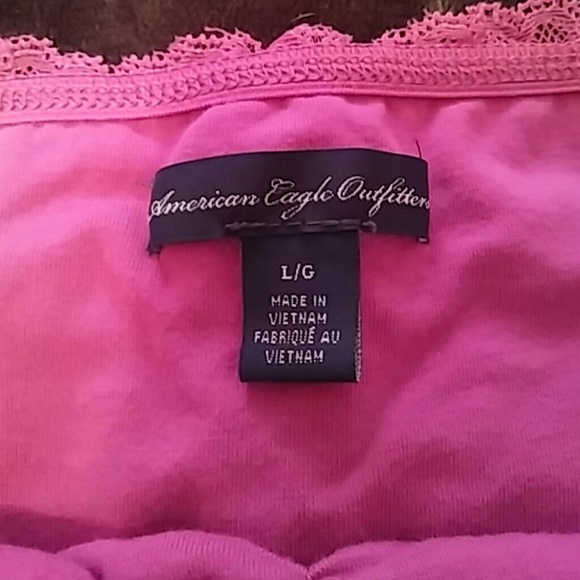 American Eagle Outfitters
L/G
MADE IN
VIETNAM
FABRIQUÉ AU
VIETNAM